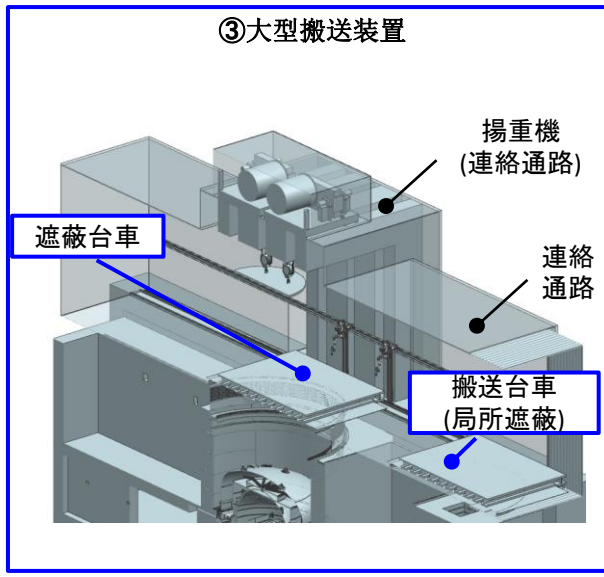 ③大型搬送装置
揚重機
(連絡通路)
遮蔽台車
連絡
通路
搬送台車
(局所遮蔽)